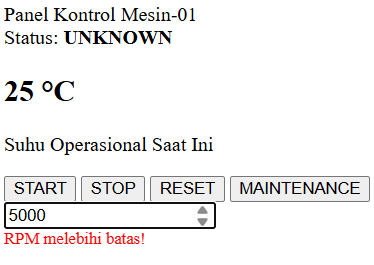 Panel Kontrol Mesin-01
Status: UNKNOWN
25 °C
Suhu Operasional Saat Ini
START STOP RESET MAINTENANCE
5000
RPM melebihi batas!